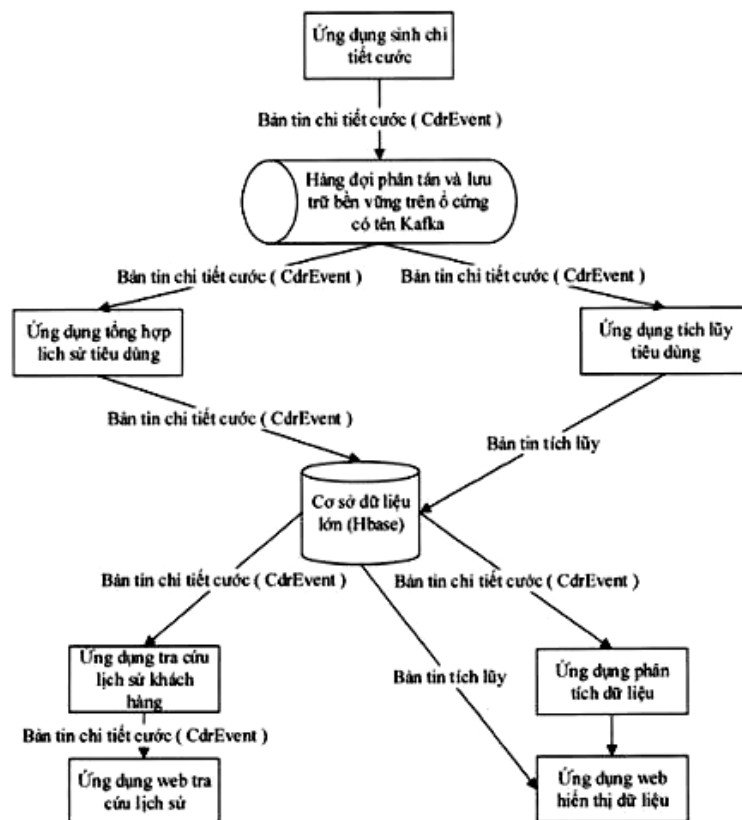 Ứng dụng sinh chi
tiết cước
Bản tin chi tiết cước ( CdrEvent )
Hàng đợi phân tán và lưu
trữ bền vững trên ổ cứng
có tên Kafka
Bản tin chi tiết cước ( CdrEvent )
Bản tin chi tiết cước ( CdrEvent )
Ứng dụng tổng hợp
lich sử tiêu dùng
Ứng dụng tích lũy
tiêu dùng
Bản tin chi tiết cước ( CdrEvent )
Bản tin tích lũy
Cơ sở dữ liệu
lớn (Hbase)
Bản tin chi tiết cước ( CdrEvent )
Bản tin chi tiết cước ( CdrEvent )
Ứng dụng tra cứu
lịch sử khách
hàng
Bản tin tích lũy
Ứng dụng phân
tích dữ liệu
Bản tin chi tiết cước ( CdrEvent )
Ứng dụng web tra
cứu lịch sử
Ứng dụng web
hiển thị dữ liệu